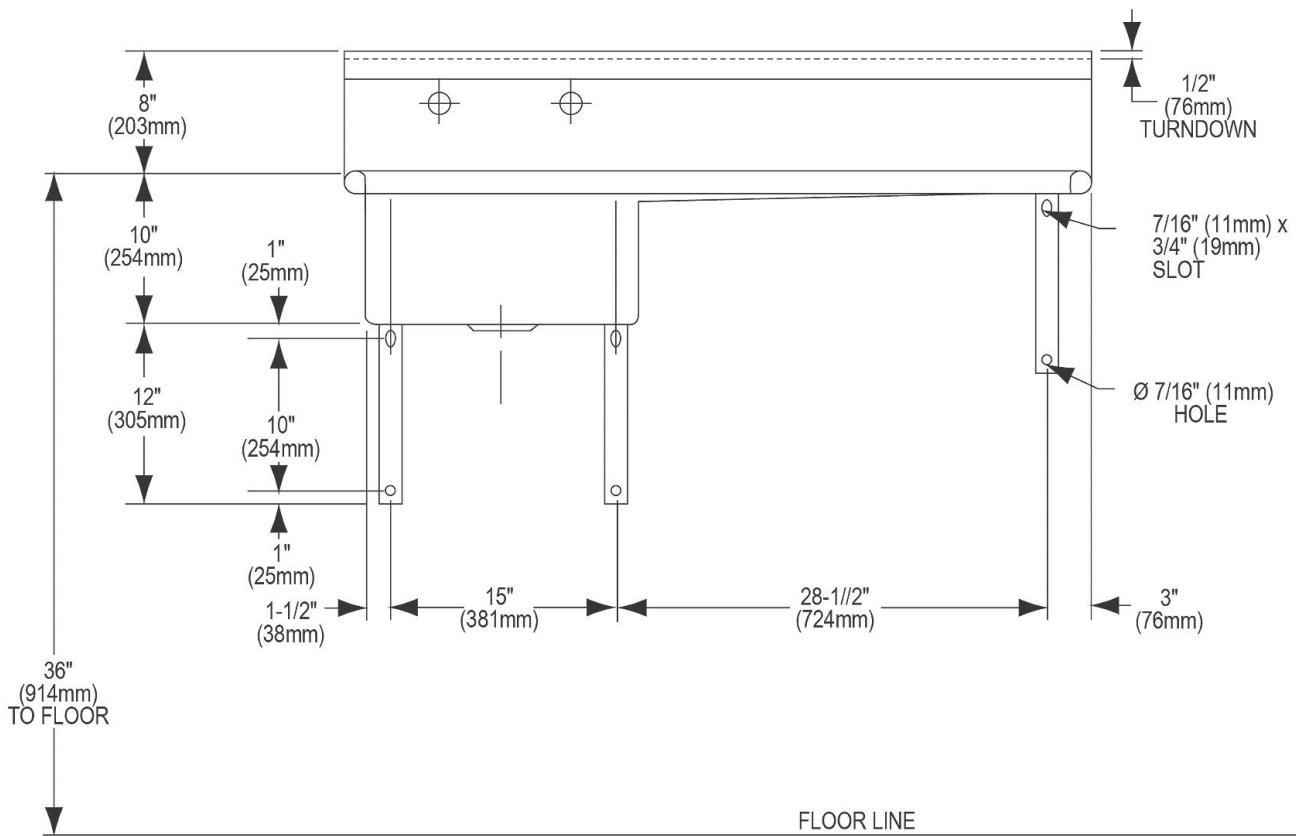 8"
(203mm)
1/2"
(76mm)
TURNDOWN
10"
(254mm)
1"
(25mm)
7/16" (11mm) x
3/4" (19mm)
SLOT
12"
(305mm)
10"
(254mm)
Ø 7/16" (11mm)
HOLE
1"
(25mm)
1-1/2"
(38mm)
15"
(381mm)
28-1//2"
(724mm)
3"
(76mm)
36"
(914mm)
TO FLOOR
FLOOR LINE